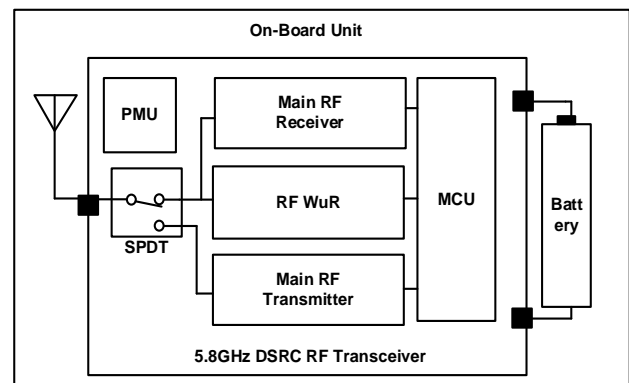 On-Board Unit
PMU
Main RF
Receiver
RF WuR
MCU
Batt
ery
SPDT
Main RF
Transmitter
5.8GHz DSRC RF Transceiver